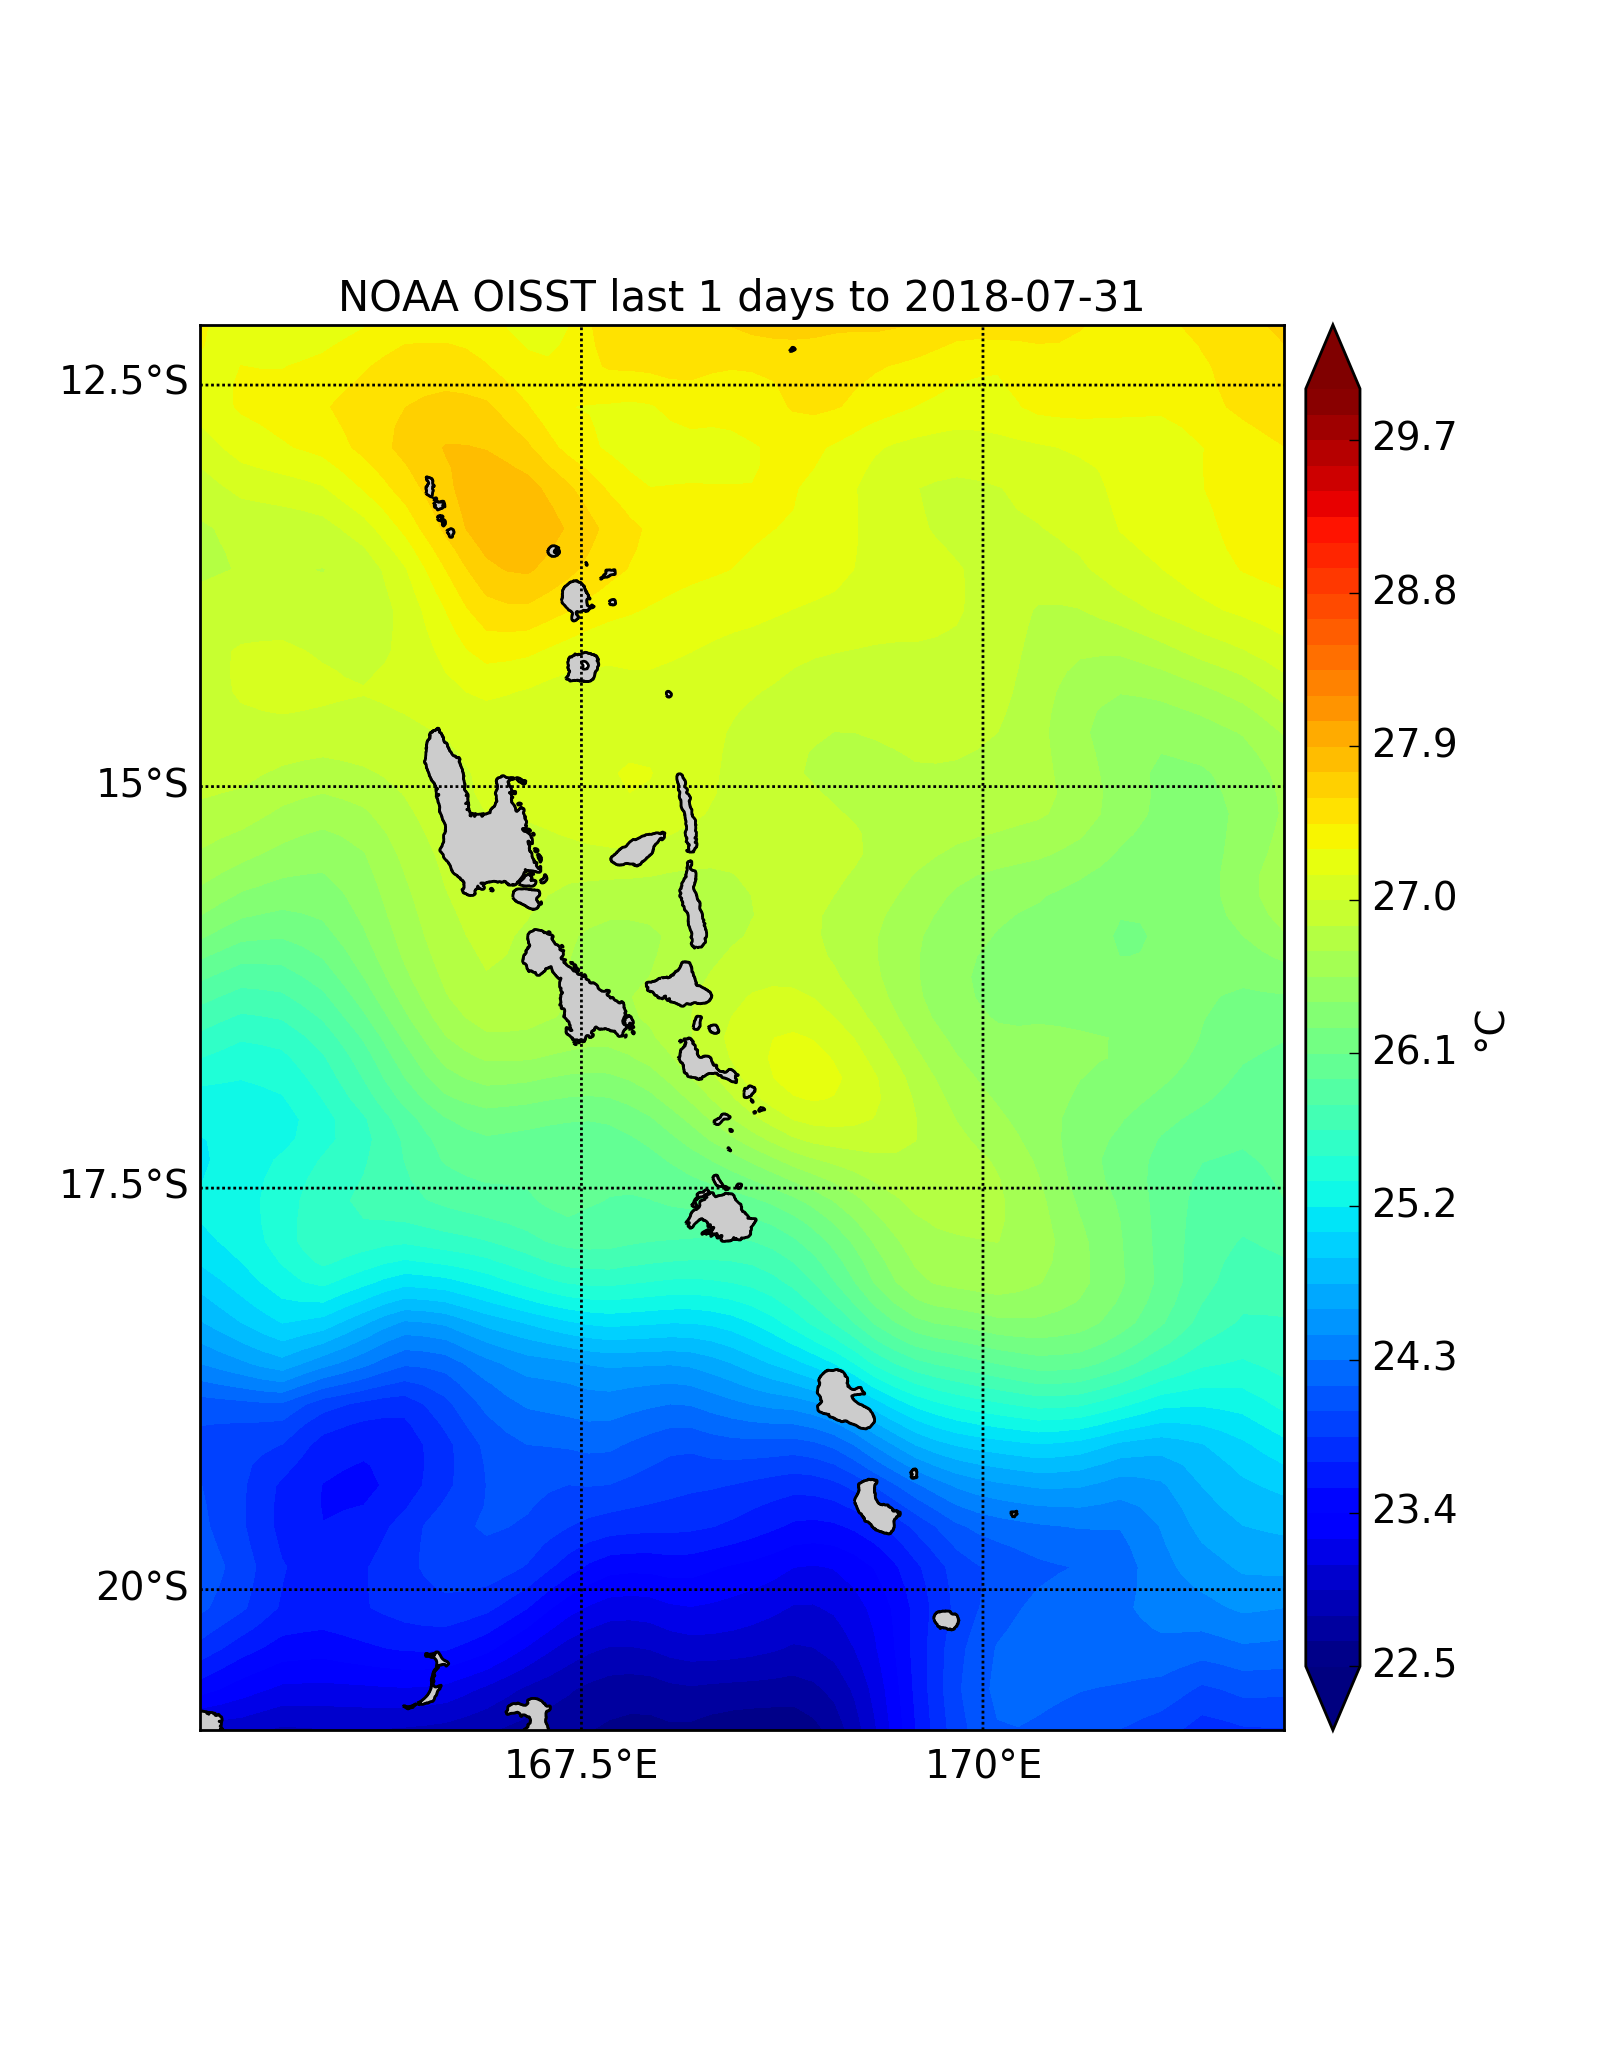 NOAA OISST last 1 days to 2018-07-31
12.5°S
15°S
17.5°S
20°S
167.5°E
170°E
29.7
28.8
27.9
27.0
26.1
25.2
24.3
23.4
22.5
°C